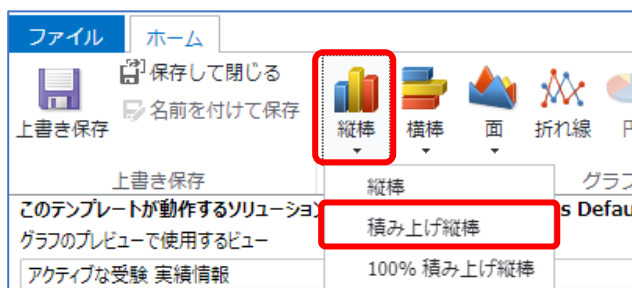 ファイル ホーム
保存して閉じる
上書き保存 名前を付けて保存 縦棒 横棒 面 折れ線
上書き保存 グラフ
縦棒
このテンプレートが動作するソリューション s Defau
積み上げ縦棒
グラフのプレビューで使用するビュー
100% 積み上げ縦棒
アクティブな受験 実績情報